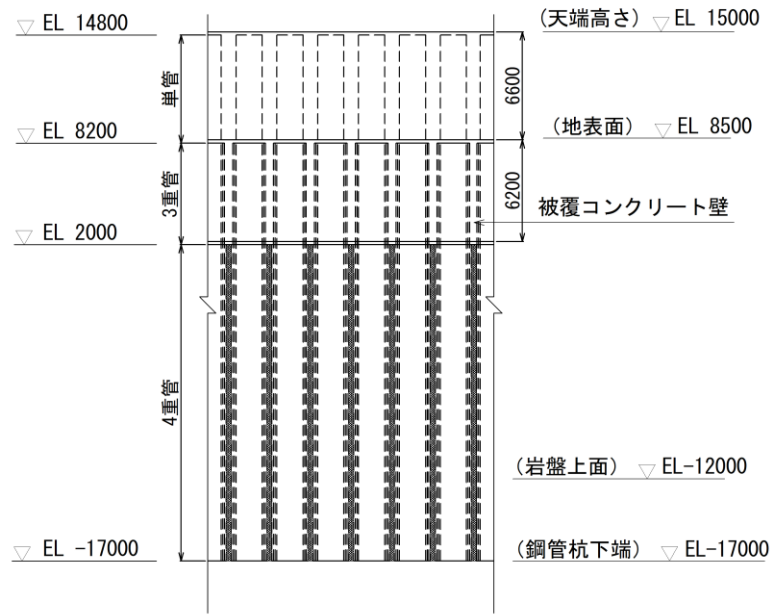 ▽ EL 14800
(天端高さ) ▽ EL 15000
単管
6600
▽ EL 8200
(地表面) ▽ EL 8500
3重管
6200
被覆コンクリート壁
▽ EL 2000
4重管
(岩盤上面) ▽ EL-12000
▽ EL -17000
(鋼管杭下端) ▽ EL-17000